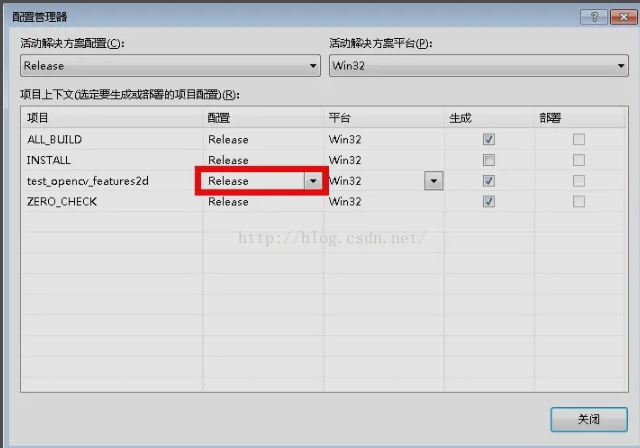 配置管理器
活动解决方案配置(C): 活动解决方案平台(P):
Release Win32
项目上下文(选定要生成或部署的项目配置)(R):
项目 配置 平台 生成 部署
ALL_BUILD Release Win32
INSTALL Release Win32
test_opencv_features2d Release Win32
ZERO_CHECK Release Win32
http://blog.csdn.net/
关闭